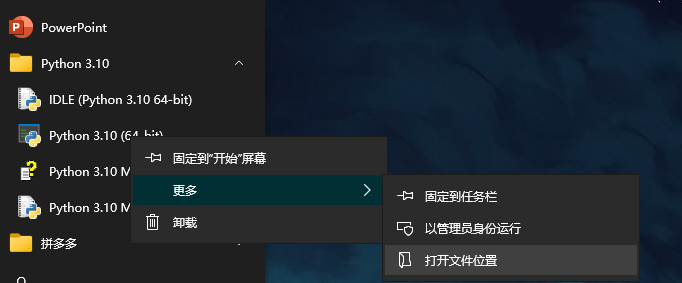 PowerPoint
Python 3.10
IDLE (Python 3.10 64-bit)
Python 3.10 (64-bit)
固定到"开始"屏幕
Python 3.10 M
更多
固定到任务栏
Python 3.10 M
卸载
以管理员身份运行
拼多多
打开文件位置